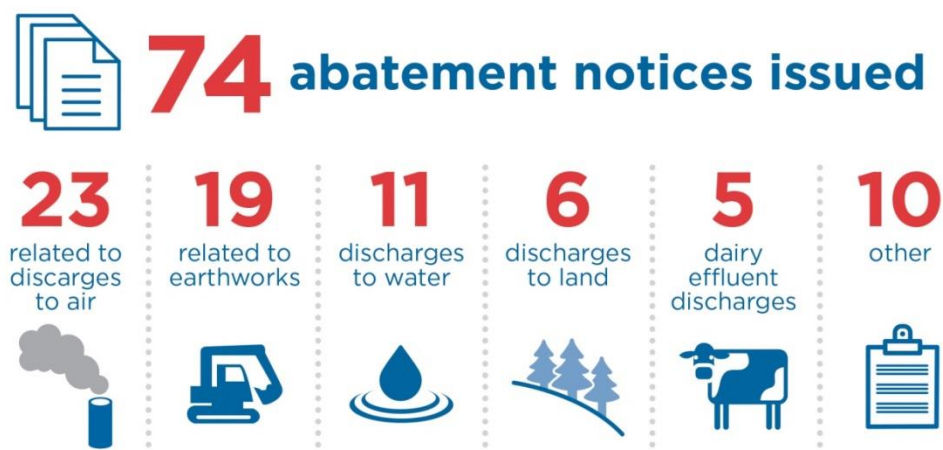 74 abatement notices issued
23
related to
discarges
to air
19
related to
earthworks
11
discharges
to water
6
discharges
to land
5
dairy
effluent
discharges
10
other